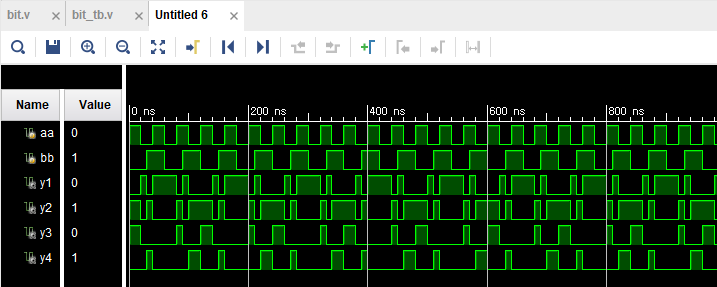 bit.v × bit_tb.v × Untitled 6 ×
Name Value
0 ns 200 ns 400 ns 600 ns 800 ns
aa 0
bb 1
y1 0
y2 1
y3 0
y4 1